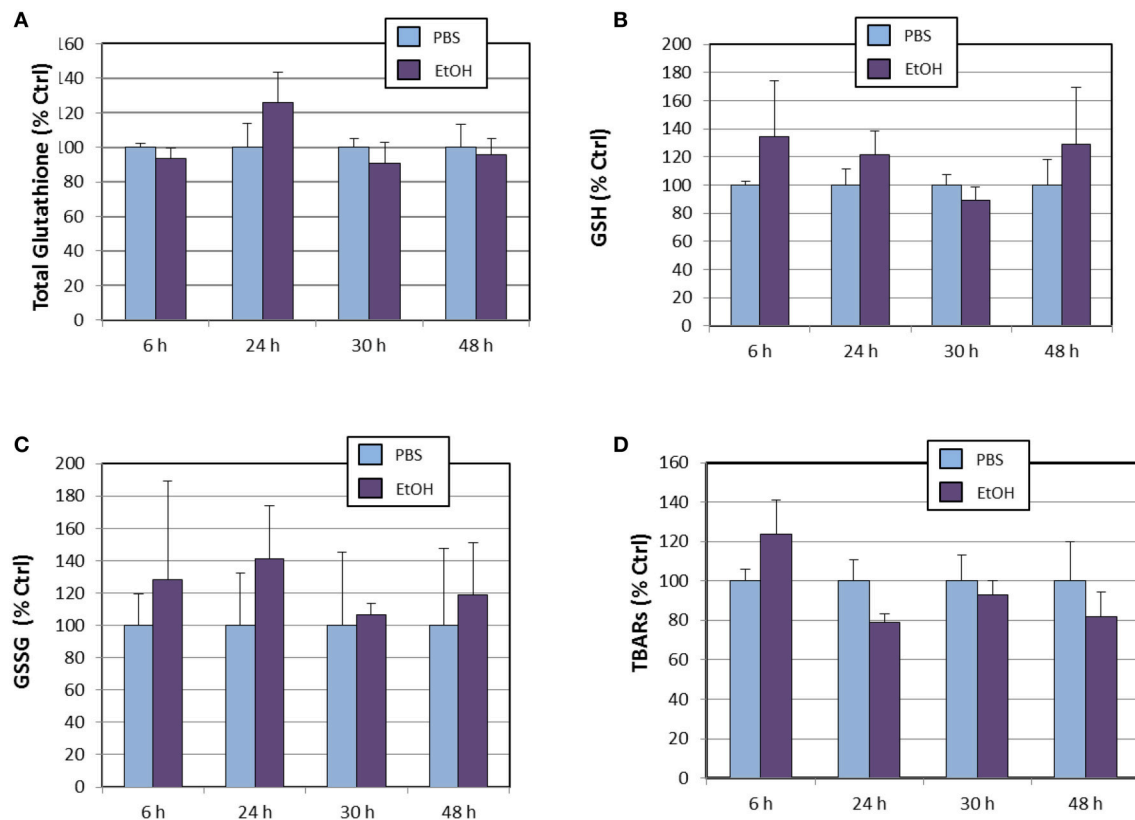 A
PBS
EtOH
Total Glutathione (% Ctrl)
160
140
120
100
80
60
40
20
0
6 h 24 h 30 h 48 h
B
PBS
EtOH
GSH (% Ctrl)
200
180
160
140
120
100
80
60
40
20
0
6 h 24 h 30 h 48 h
C
PBS
EtOH
GSSG (% Ctrl)
200
180
160
140
120
100
80
60
40
20
0
6 h 24 h 30 h 48 h
D
PBS
EtOH
TBARs (% Ctrl)
160
140
120
100
80
60
40
20
0
6 h 24 h 30 h 48 h